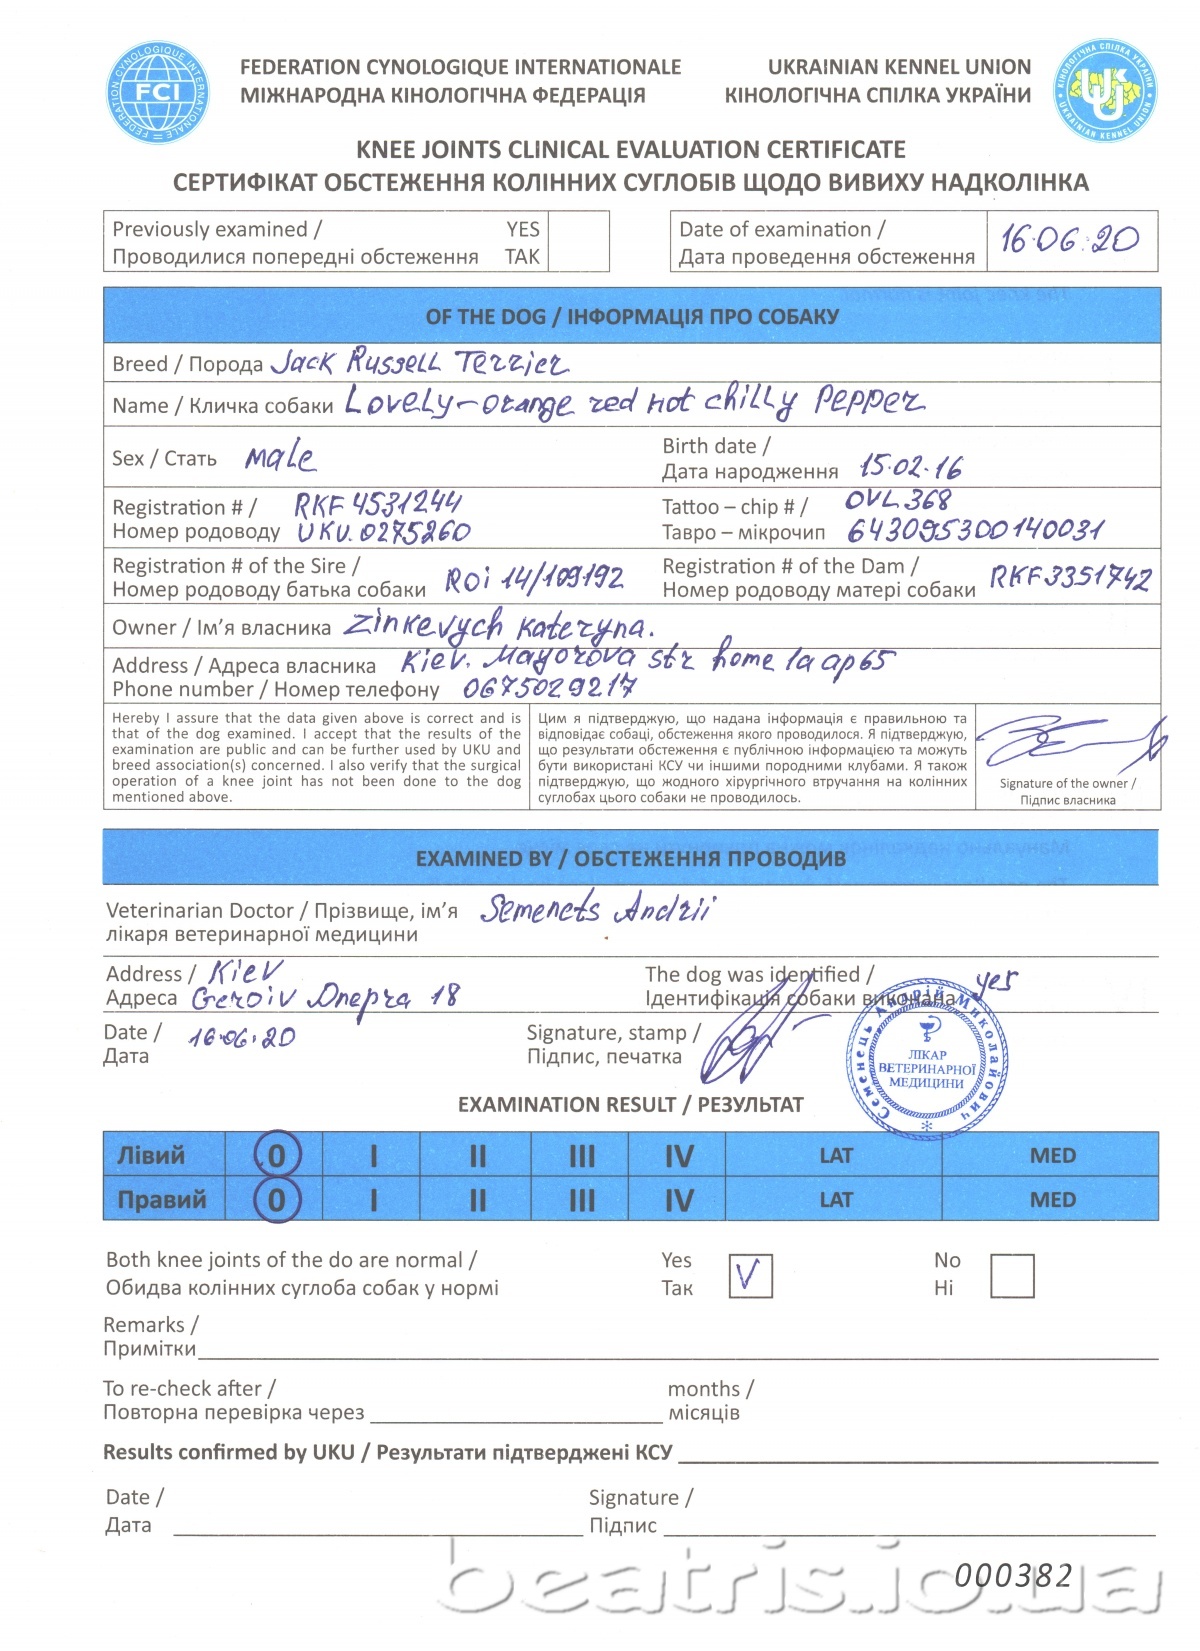 FEDERATION CYNOLOGIQUE INTERNATIONALE
МІЖНАРОДНА КІНОЛОГІЧНА ФЕДЕРАЦІЯ
UKRAINIAN KENNEL UNION
КІНОЛОГІЧНА СПІЛКА УКРАЇНИ
FEDERATION CYNOLOGIQUE INTERNATIONALE
FCI
КІНОЛОГІЧНА СПІЛКА УКРАЇНИ
UKU
UKRAINIAN KENNEL UNION
KNEE JOINTS CLINICAL EVALUATION CERTIFICATE
СЕРТИФІКАТ ОБСТЕЖЕННЯ КОЛІННИХ СУГЛОБІВ ЩОДО ВИВИХУ НАДКОЛІНКА
Previously examined / YES
Проводилися попередні обстеження ТАК
Date of examination /
Дата проведення обстеження
16.06.20
OF THE DOG / ІНФОРМАЦІЯ ПРО СОБАКУ
Breed / Порода Jack Russell Terrier
Name / Кличка собаки Lovely-orange red hot chilly Pepper
Sex / Стать male
Birth date /
Дата народження 15.02.16
Registration # / RKF 4531244
Номер родоводу UKU.0275260
Tattoo – chip # / OVL 368
Тавро – мікрочип 643095300140031
Registration # of the Sire /
Номер родоводу батька собаки ROi 14/109192
Registration # of the Dam /
Номер родоводу матері собаки RKF3351742
Owner / Ім’я власника Zinkevych Kateryna.
Address / Адреса власника Kiev. Mayorova str home 1a ap65
Phone number / Номер телефону 0675029217
Hereby I assure that the data given above is correct and is
that of the dog examined. I accept that the results of the
examination are public and can be further used by UKU and
breed association(s) concerned. I also verify that the surgical
operation of a knee joint has not been done to the dog
mentioned above.
Цим я підтверджую, що надана інформація є правильною та
відповідає собаці, обстеження якого проводилося. Я підтверджую,
що результати обстеження є публічною інформацією та можуть
бути використані КСУ чи іншими породними клубами. Я також
підтверджую, що жодного хірургічного втручання на колінних
суглобах цього собаки не проводилось.
Signature of the owner /
Підпис власника
EXAMINED BY / ОБСТЕЖЕННЯ ПРОВОДИВ
Veterinarian Doctor / Прізвище, ім’я Semenets Andrii
лікаря ветеринарної медицини
Address / Kiev
Адреса Geroiv Dnepra 18
The dog was identified / yes
Ідентифікація собаки виконана
Date / 16.06.20
Дата
Signature, stamp /
Підпис, печатка
Семенець Андрій Миколайович
ЛІКАР
ВЕТЕРИНАРНОЇ
МЕДИЦИНИ
EXAMINATION RESULT / РЕЗУЛЬТАТ
Лівий 0 I II III IV LAT MED
Правий 0 I II III IV LAT MED
Both knee joints of the do are normal / Yes No
Обидва колінних суглоба собак у нормі Так V Ні
Remarks /
Примітки
To re-check after / months /
Повторна перевірка через місяців
Results confirmed by UKU / Результати підтверджені КСУ
Date / Signature /
Дата Підпис
000382
beatris.io.ua